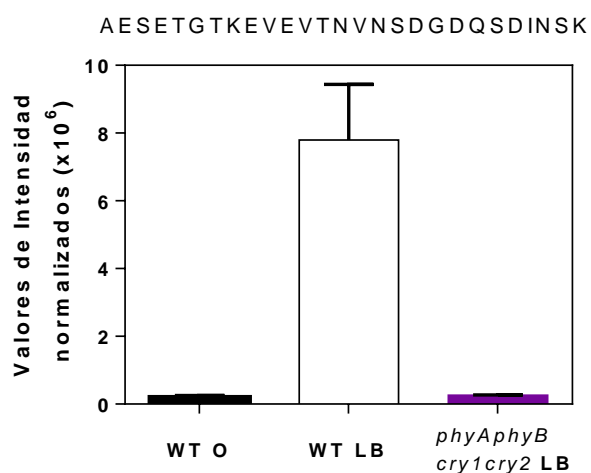 AESETGTKEVEVTNVNSDGDQSDINSK
Valores de Intensidad
normalizados (x10⁶)
10
8
6
4
2
0
WT O
WT LB
phyAphyB
cry1cry2 LB